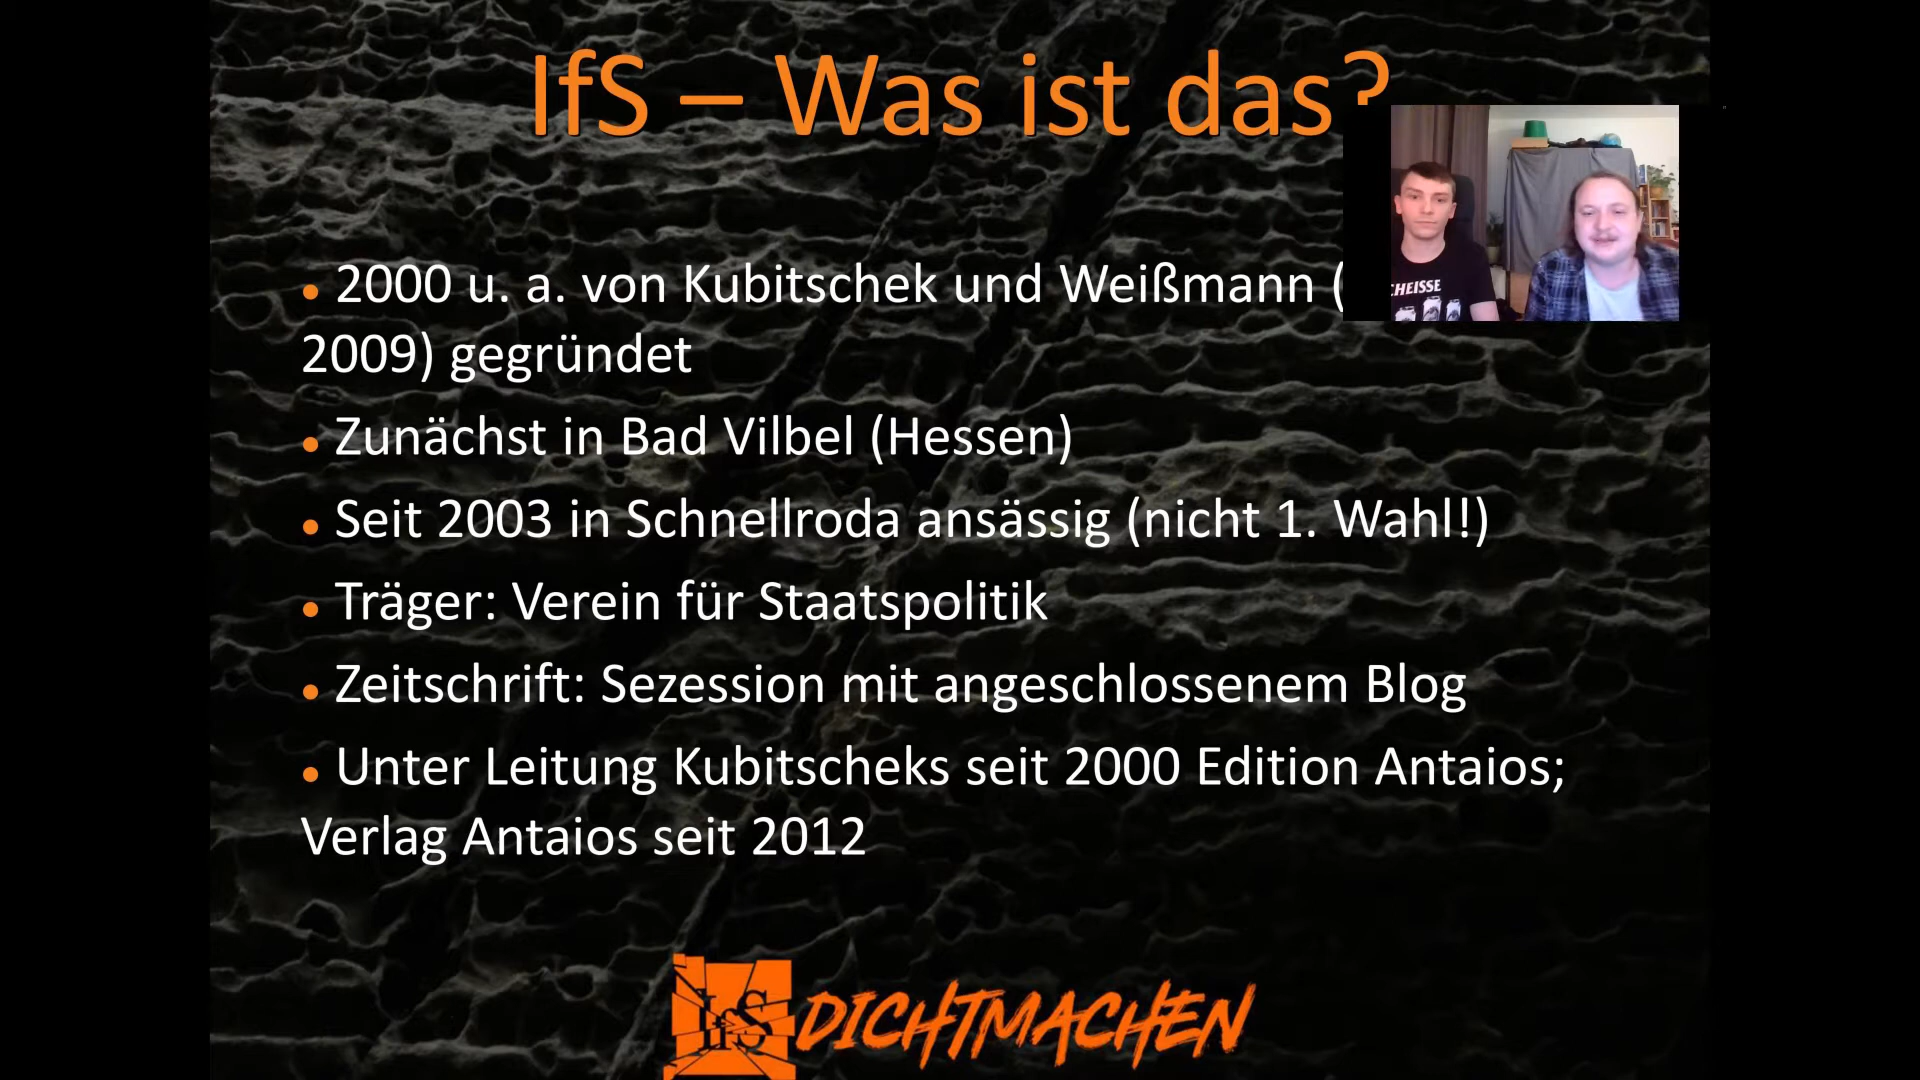 IfS – Was ist das?
• 2000 u. a. von Kubitschek und Weißmann (
2009) gegründet
• Zunächst in Bad Vilbel (Hessen)
• Seit 2003 in Schnellroda ansässig (nicht 1. Wahl!)
• Träger: Verein für Staatspolitik
• Zeitschrift: Sezession mit angeschlossenem Blog
• Unter Leitung Kubitscheks seit 2000 Edition Antaios;
Verlag Antaios seit 2012
CHEISSE
IfS DICHTMACHEN